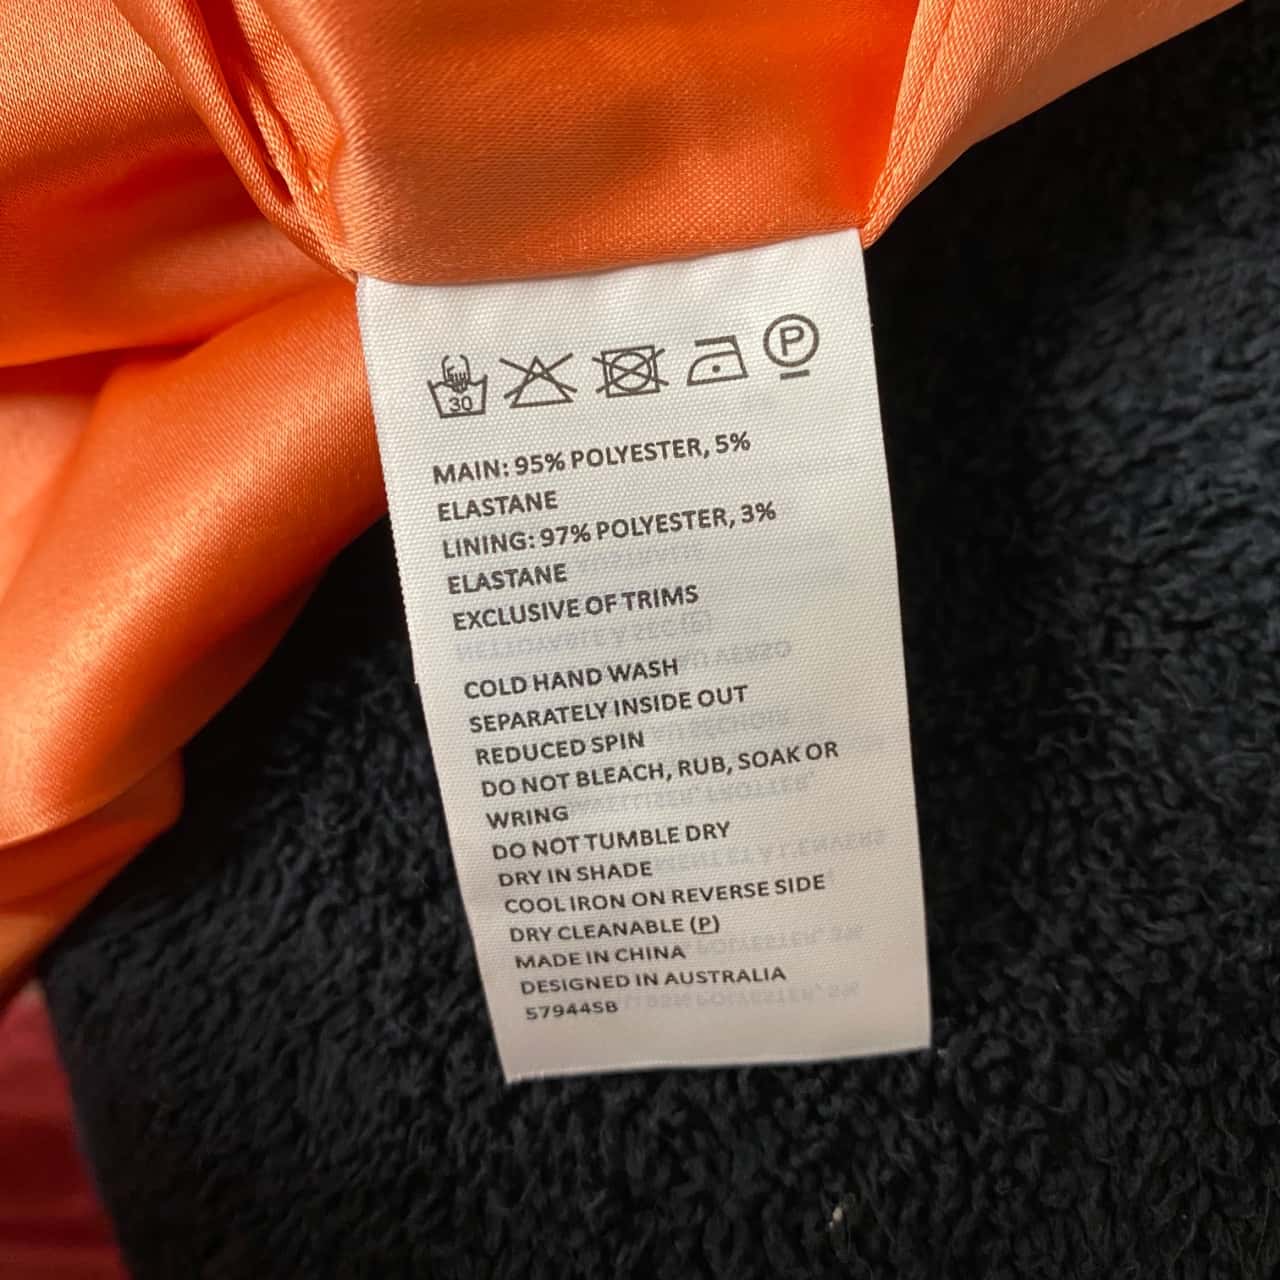 30 P
MAIN: 95% POLYESTER, 5%
ELASTANE
LINING: 97% POLYESTER, 3%
ELASTANE
EXCLUSIVE OF TRIMS
COLD HAND WASH
SEPARATELY INSIDE OUT
REDUCED SPIN
DO NOT BLEACH, RUB, SOAK OR
WRING
DO NOT TUMBLE DRY
DRY IN SHADE
COOL IRON ON REVERSE SIDE
DRY CLEANABLE (P)
MADE IN CHINA
DESIGNED IN AUSTRALIA
57944SB